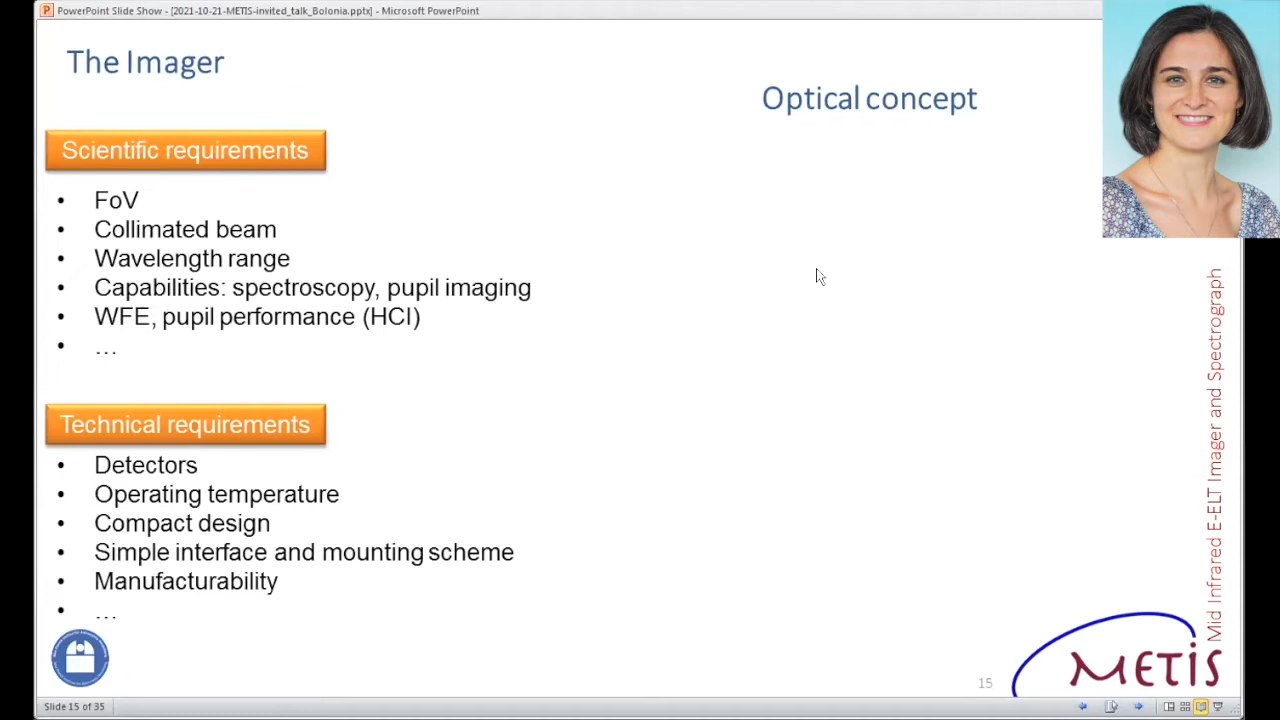 PowerPoint Slide Show - [2021-10-21-METIS-invited_talk_Bolonia.pptx] - Microsoft PowerPoint
The Imager
Optical concept
Scientific requirements
• FoV
• Collimated beam
• Wavelength range
• Capabilities: spectroscopy, pupil imaging
• WFE, pupil performance (HCI)
• …
Technical requirements
• Detectors
• Operating temperature
• Compact design
• Simple interface and mounting scheme
• Manufacturability
• …
Mid Infrared E-ELT Imager and Spectrograph
METIS
15
Slide 15 of 35